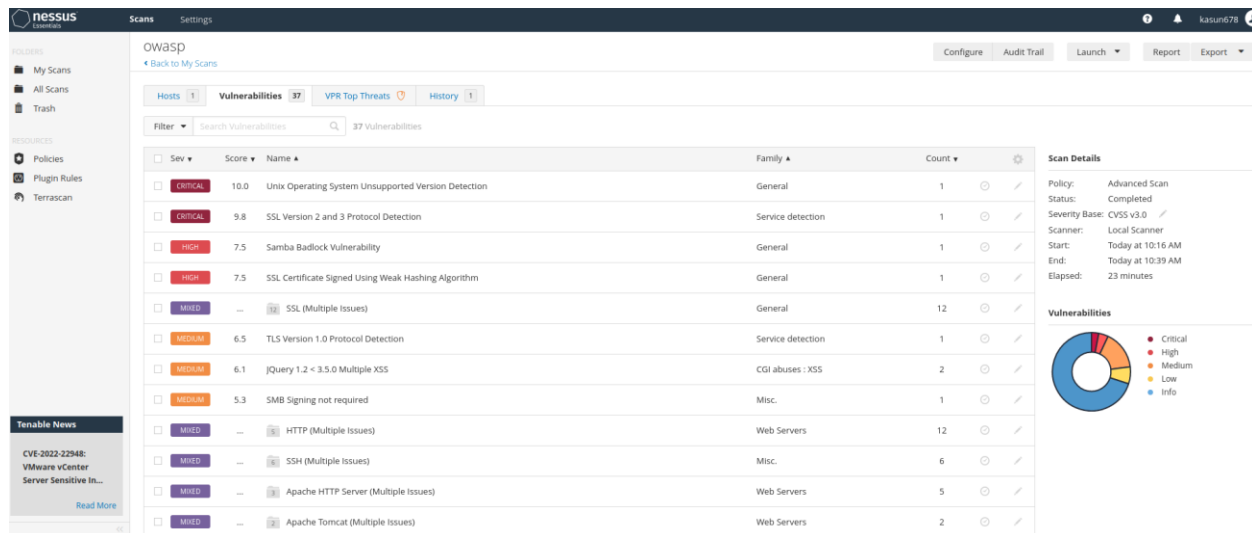 nessus
Essentials
Scans
Settings
kasun678
FOLDERS
My Scans
All Scans
Trash
RESOURCES
Policies
Plugin Rules
Terrascan
Tenable News
CVE-2022-22948:
VMware vCenter
Server Sensitive In...
Read More
owasp
Back to My Scans
Configure Audit Trail Launch Report Export
Hosts 1 Vulnerabilities 37 VPR Top Threats History 1
Filter Search Vulnerabilities 37 Vulnerabilities
Sev Score Name Family Count
CRITICAL 10.0 Unix Operating System Unsupported Version Detection General 1
CRITICAL 9.8 SSL Version 2 and 3 Protocol Detection Service detection 1
HIGH 7.5 Samba Badlock Vulnerability General 1
HIGH 7.5 SSL Certificate Signed Using Weak Hashing Algorithm General 1
MIXED ... 12 SSL (Multiple Issues) General 12
MEDIUM 6.5 TLS Version 1.0 Protocol Detection Service detection 1
MEDIUM 6.1 JQuery 1.2 < 3.5.0 Multiple XSS CGI abuses : XSS 2
MEDIUM 5.3 SMB Signing not required Misc. 1
MIXED ... HTTP (Multiple Issues) Web Servers 12
MIXED ... SSH (Multiple Issues) Misc. 6
MIXED ... 3 Apache HTTP Server (Multiple Issues) Web Servers 5
MIXED ... 2 Apache Tomcat (Multiple Issues) Web Servers 2
Scan Details
Policy: Advanced Scan
Status: Completed
Severity Base: CVSS v3.0
Scanner: Local Scanner
Start: Today at 10:16 AM
End: Today at 10:39 AM
Elapsed: 23 minutes
Vulnerabilities
Critical
High
Medium
Low
Info